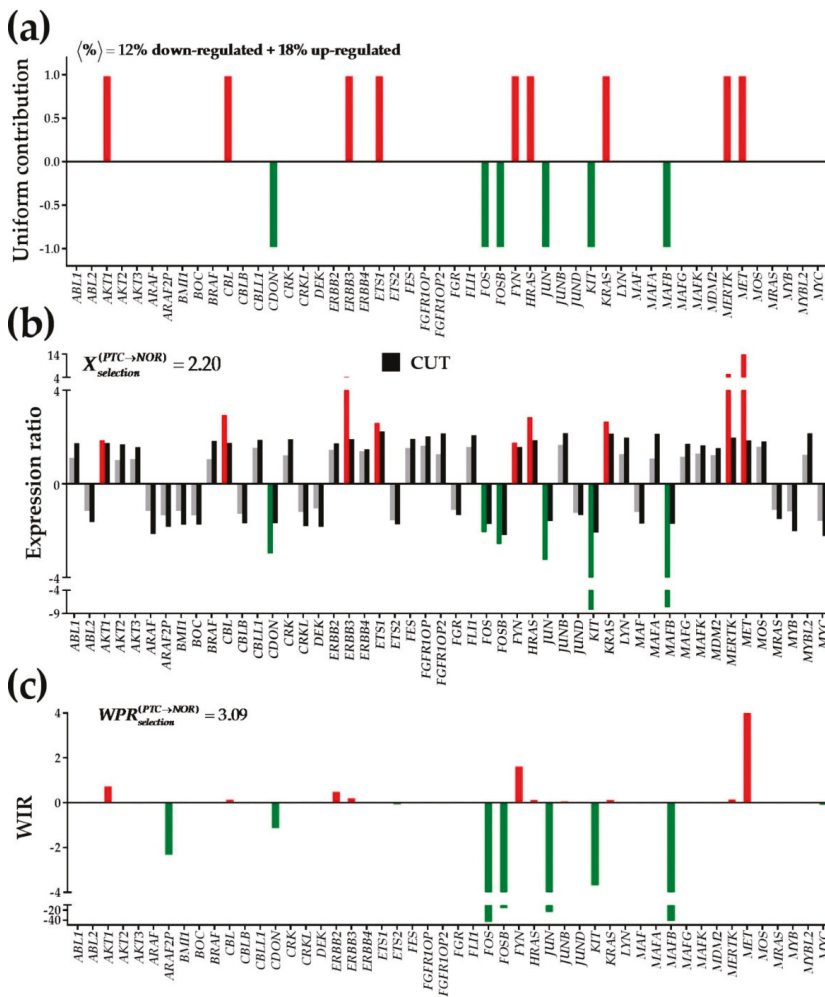 (a)
⟨%⟩ = 12% down-regulated + 18% up-regulated
Uniform contribution
1.0
0.5
0.0
-0.5
-1.0
ABL1 ABL2 AKT1 AKT2 AKT3 ARAF ARAF2P BMI1 BOC BRAF CBL CBLB CBLL1 CDON CRK CRKL DEK ERBB2 ERBB3 ERBB4 ETS1 ETS2 FES FGFR1OP FGFR1OP2 FGR FLI1 FOS FOSB FYN HRAS JUN JUNB JUND KIT KRAS LYN MAF MAFA MAFB MAFG MAFK MDM2 MERTK MET MOS MRAS MYB MYBL2 MYC
(b)
X selection (PTC→NOR) = 2.20
CUT
Expression ratio
14
4
4
0
-4
-4
-9
ABL1 ABL2 AKT1 AKT2 AKT3 ARAF ARAF2P BMI1 BOC BRAF CBL CBLB CBLL1 CDON CRK CRKL DEK ERBB2 ERBB3 ERBB4 ETS1 ETS2 FES FGFR1OP FGFR1OP2 FGR FLI1 FOS FOSB FYN HRAS JUN JUNB JUND KIT KRAS LYN MAF MAFA MAFB MAFG MAFK MDM2 MERTK MET MOS MRAS MYB MYBL2 MYC
(c)
WPR selection (PTC→NOR) = 3.09
WIR
4
2
0
-2
-4
-20
-40
ABL1 ABL2 AKT1 AKT2 AKT3 ARAF ARAF2P BMI1 BOC BRAF CBL CBLB CBLL1 CDON CRK CRKL DEK ERBB2 ERBB3 ERBB4 ETS1 ETS2 FES FGFR1OP FGFR1OP2 FGR FLI1 FOS FOSB FYN HRAS JUN JUNB JUND KIT KRAS LYN MAF MAFA MAFB MAFG MAFK MDM2 MERTK MET MOS MRAS MYB MYBL2 MYC